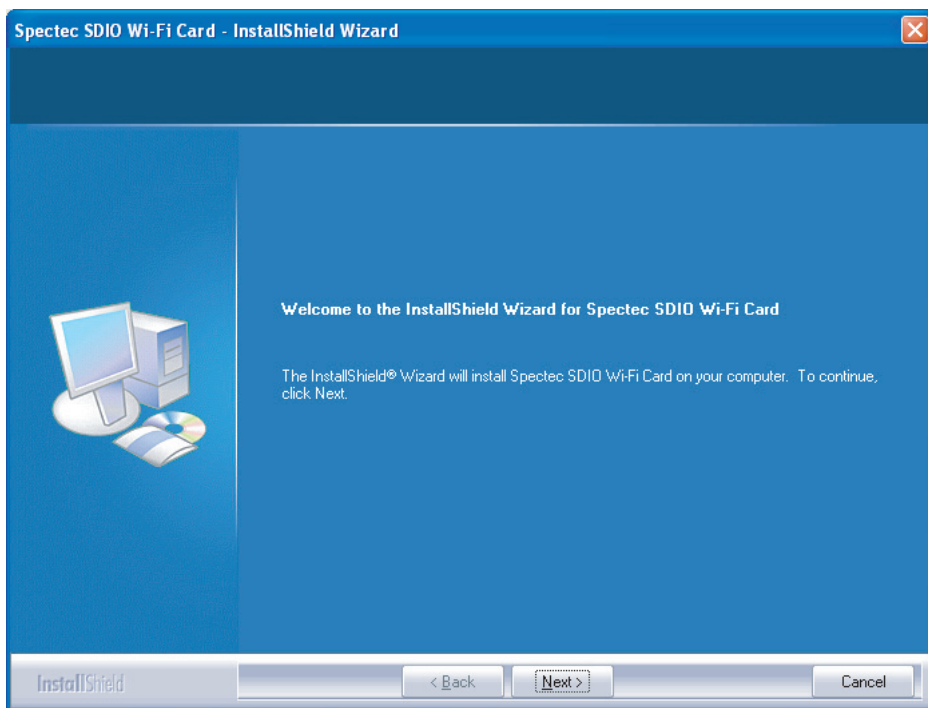 Spectec SDIO Wi-Fi Card - InstallShield Wizard
Welcome to the InstallShield Wizard for Spectec SDIO Wi-Fi Card
The InstallShield® Wizard will install Spectec SDIO Wi-Fi Card on your computer. To continue,
click Next.
InstallShield
< Back
Next >
Cancel